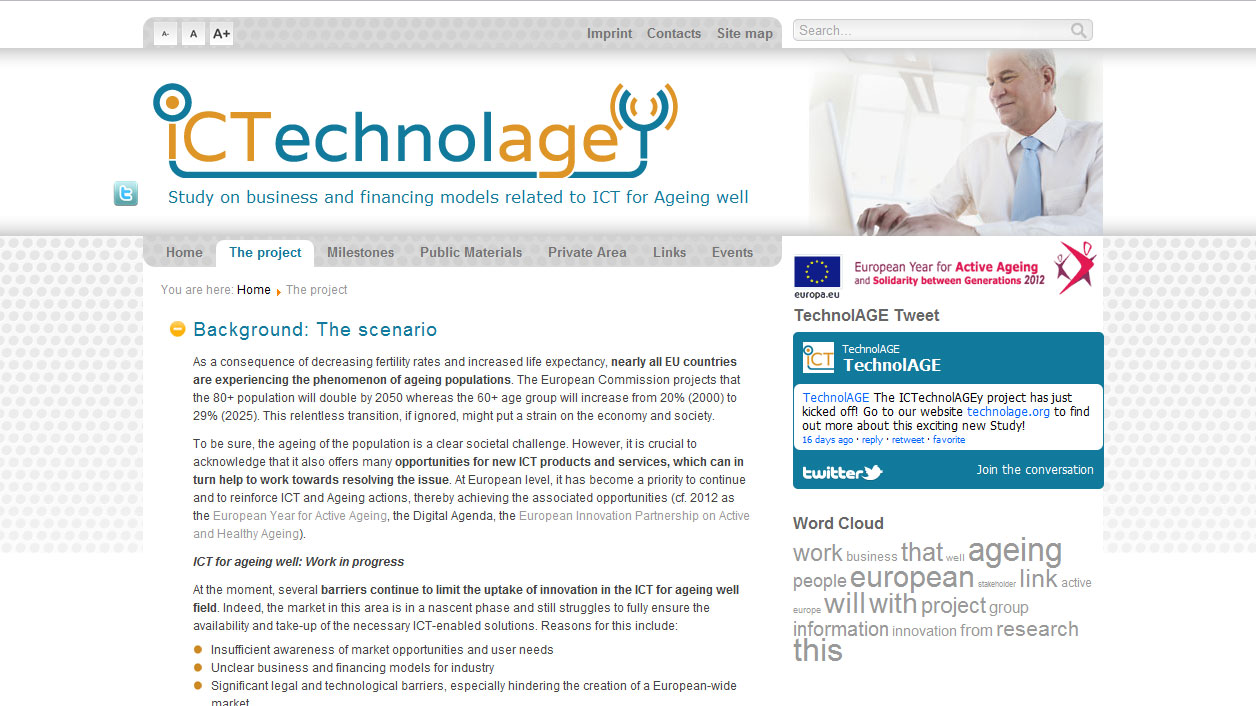 A- A A+ Imprint Contacts Site map Search...
iCTechnolagey
Study on business and financing models related to ICT for Ageing well
Home The project Milestones Public Materials Private Area Links Events
You are here: Home The project
Background: The scenario
As a consequence of decreasing fertility rates and increased life expectancy, nearly all EU countries
are experiencing the phenomenon of ageing populations. The European Commission projects that
the 80+ population will double by 2050 whereas the 60+ age group will increase from 20% (2000) to
29% (2025). This relentless transition, if ignored, might put a strain on the economy and society.
To be sure, the ageing of the population is a clear societal challenge. However, it is crucial to
acknowledge that it also offers many opportunities for new ICT products and services, which can in
turn help to work towards resolving the issue. At European level, it has become a priority to continue
and to reinforce ICT and Ageing actions, thereby achieving the associated opportunities (cf. 2012 as
the European Year for Active Ageing, the Digital Agenda, the European Innovation Partnership on Active
and Healthy Ageing).
ICT for ageing well: Work in progress
At the moment, several barriers continue to limit the uptake of innovation in the ICT for ageing well
field. Indeed, the market in this area is in a nascent phase and still struggles to fully ensure the
availability and take-up of the necessary ICT-enabled solutions. Reasons for this include:
Insufficient awareness of market opportunities and user needs
Unclear business and financing models for industry
Significant legal and technological barriers, especially hindering the creation of a European-wide
market
European Year for Active Ageing
and Solidarity between Generations 2012
europa.eu
TechnolAGE Tweet
iCT
TechnolAGE
TechnolAGE
TechnolAGE The ICTechnolAGEy project has just
kicked off! Go to our website technolage.org to find
out more about this exciting new Study!
16 days ago · reply · retweet · favorite
twitter Join the conversation
Word Cloud
work business that well ageing
people european stakeholder link active
europe will with project group
information innovation from research
this